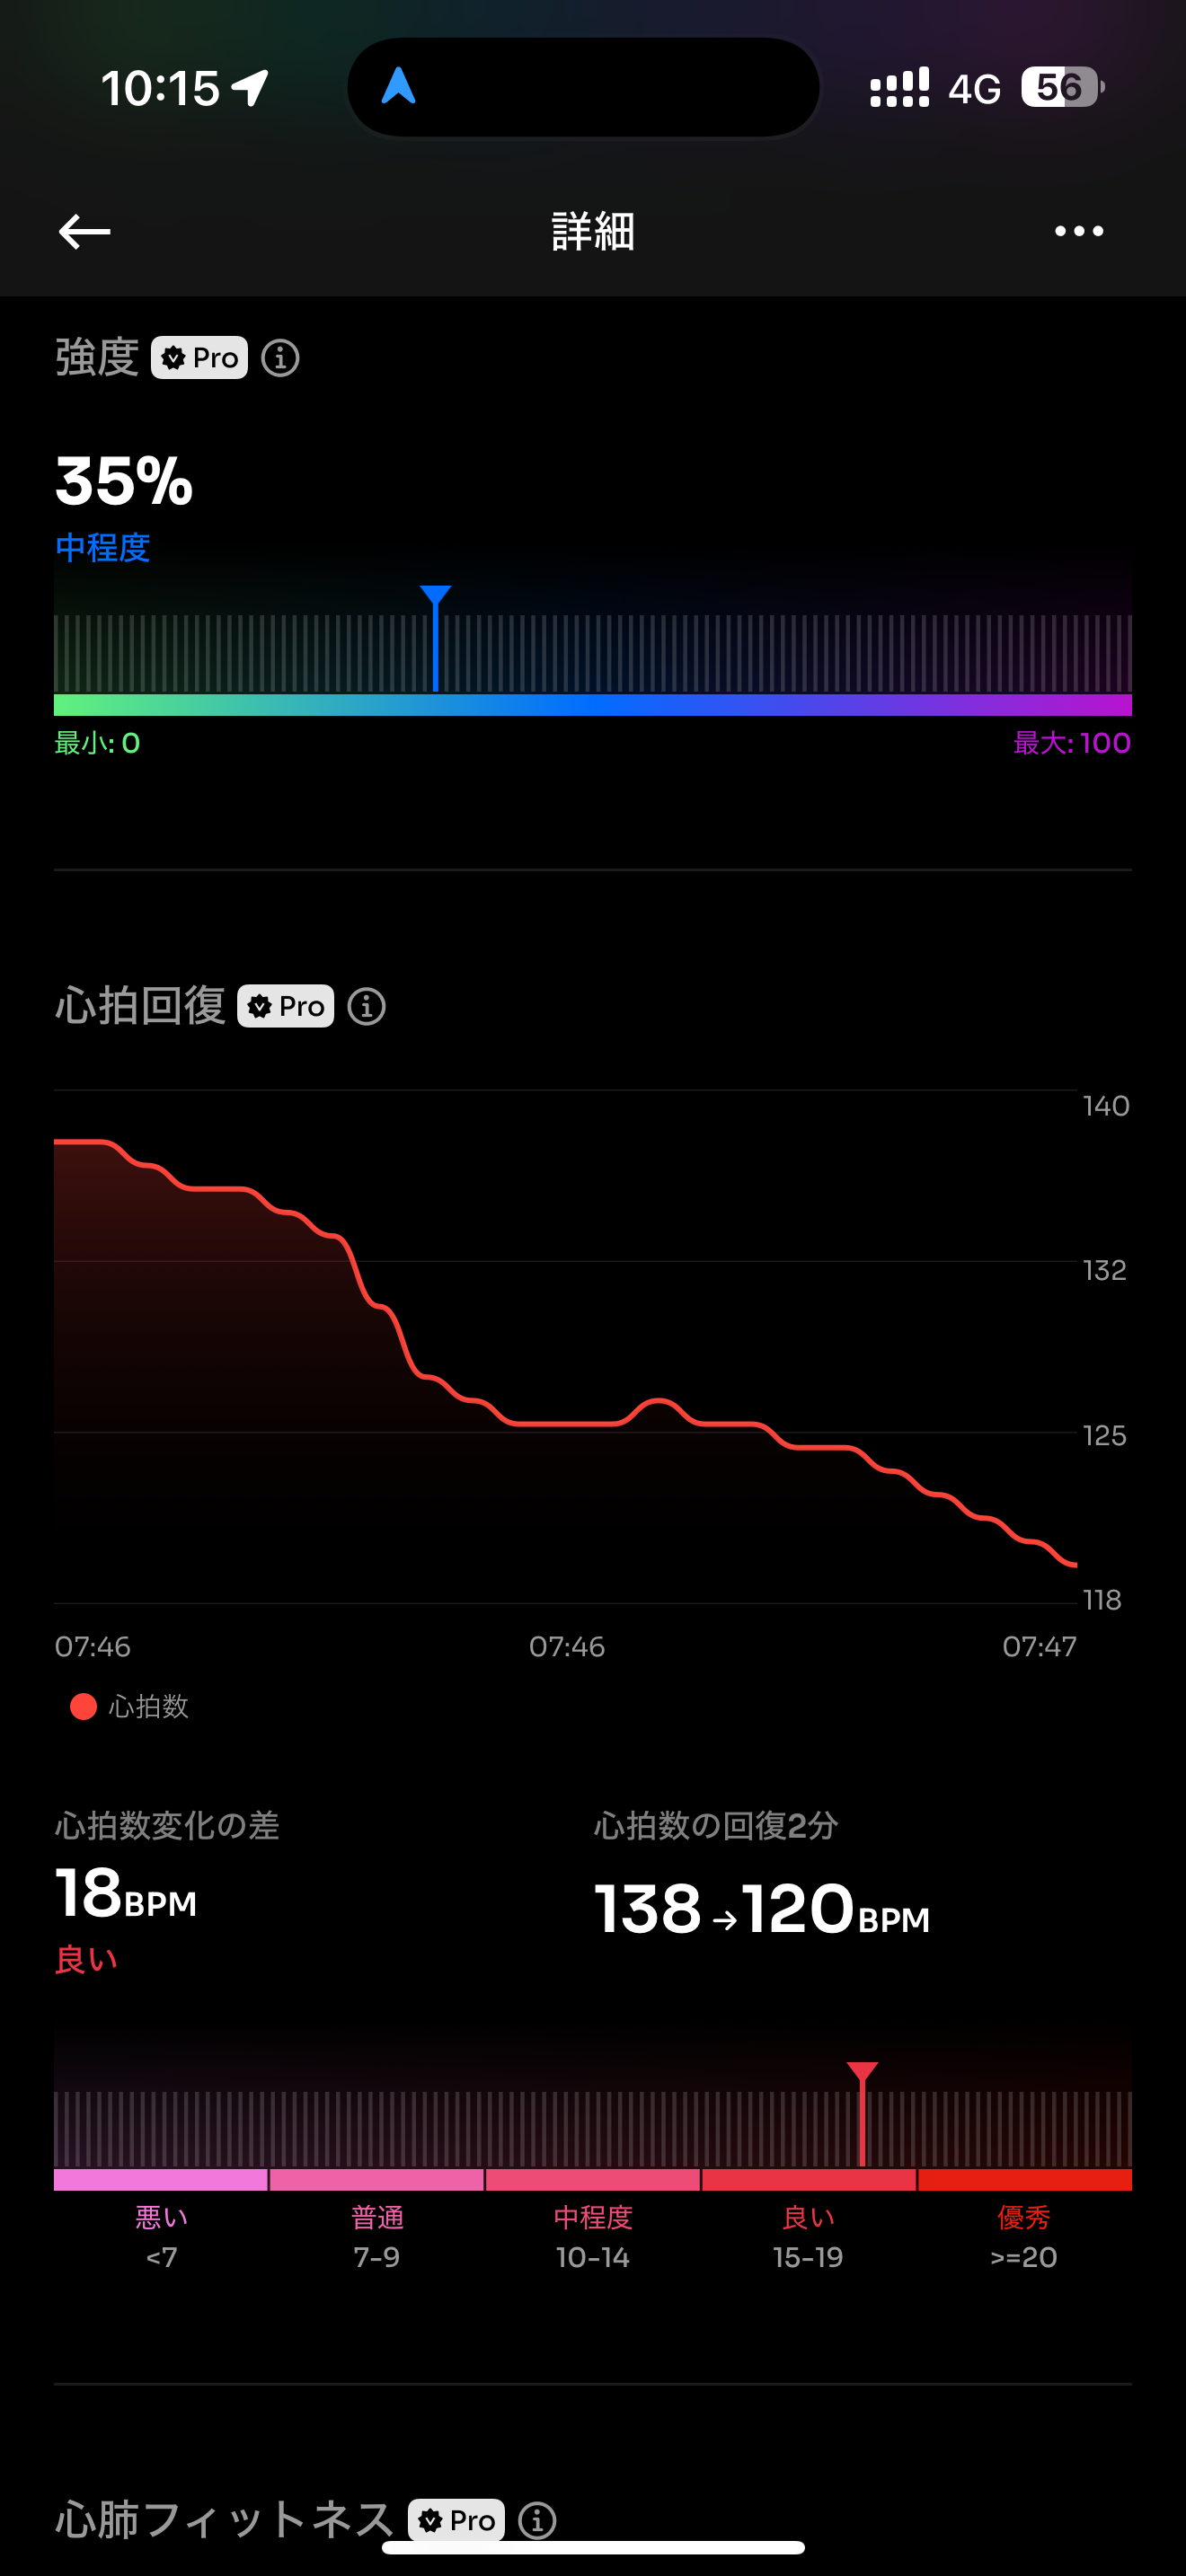 10:15 4G 56
詳細
強度 Pro
35%
中程度
最小: 0 最大: 100
心拍回復 Pro
140
132
125
118
07:46 07:46 07:47
心拍数
心拍数変化の差 心拍数の回復2分
18BPM 138→120BPM
良い
悪い 普通 中程度 良い 優秀
<7 7-9 10-14 15-19 >=20
心肺フィットネス Pro